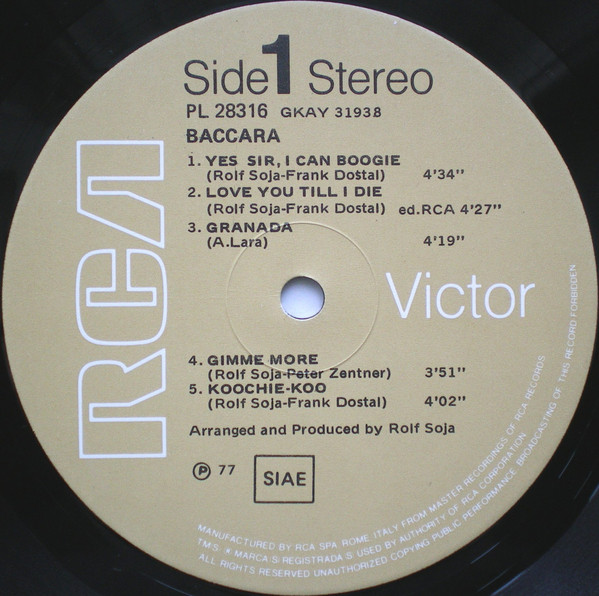 Side 1 Stereo
PL 28316 GKAY 31938
BACCARA
1. YES SIR, I CAN BOOGIE
(Rolf Soja-Frank Dostal) 4'34"
2. LOVE YOU TILL I DIE
(Rolf Soja-Frank Dostal) ed.RCA 4'27"
3. GRANADA
(A.Lara) 4'19"
RCA
Victor
4. GIMME MORE
(Rolf Soja-Peter Zentner) 3'51"
5. KOOCHIE-KOO
(Rolf Soja-Frank Dostal) 4'02"
Arranged and Produced by Rolf Soja
Ⓟ 77
SIAE
MANUFACTURED BY RCA SPA. ROME ITALY FROM MASTER RECORDINGS OF RCA RECORDS
TM'S ® MARCA'S REGISTRADA'S USED BY AUTHORITY OF RCA CORPORATION
ALL RIGHTS RESERVED UNAUTHORIZED COPYING PUBLIC PERFORMANCE BROADCASTING OF THIS RECORD FORBIDDEN